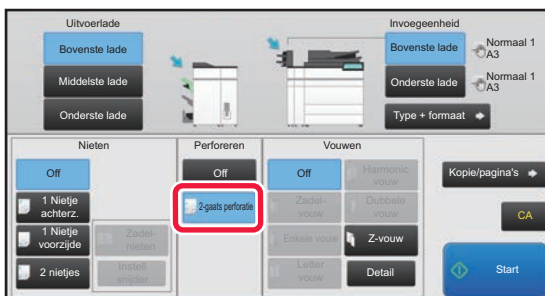 Uitvoerlade
Bovenste lade
Middelste lade
Onderste lade
Invoegeenheid
Bovenste lade
Normaal 1
A3
Onderste lade
Normaal 1
A3
Type + formaat
Nieten
Off
1 Nietje
achterz.
1 Nietje
voorzijde
2 nietjes
Zadel-
nieten
Instell
snijder
Perforeren
Off
2-gaats perforatie
Vouwen
Off
Harmonic
vouw
Zadel-
vouw
Dubbele
vouw
Enkele vouw
Z-vouw
Letter
vouw
Detail
Kopie/pagina's
CA
Start